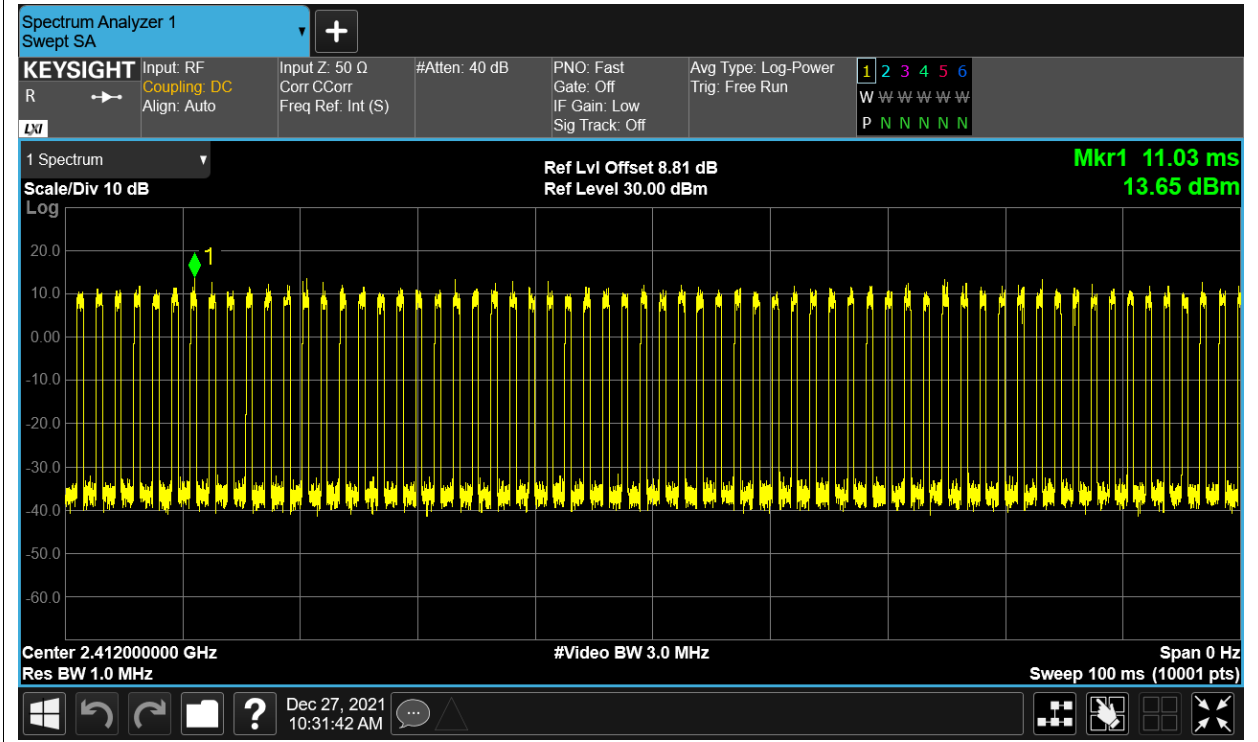 Spectrum Analyzer 1
Swept SA
KEYSIGHT
R
LXI
Input: RF
Coupling: DC
Align: Auto
Input Z: 50 Ω
Corr CCorr
Freq Ref: Int (S)
#Atten: 40 dB
PNO: Fast
Gate: Off
IF Gain: Low
Sig Track: Off
Avg Type: Log-Power
Trig: Free Run
1 2 3 4 5 6
W W W W W W
P N N N N N
1 Spectrum
Scale/Div 10 dB
Log
Ref Lvl Offset 8.81 dB
Ref Level 30.00 dBm
Mkr1 11.03 ms
13.65 dBm
1
20.0
10.0
0.00
-10.0
-20.0
-30.0
-40.0
-50.0
-60.0
Center 2.412000000 GHz
Res BW 1.0 MHz
#Video BW 3.0 MHz
Span 0 Hz
Sweep 100 ms (10001 pts)
?
Dec 27, 2021
10:31:42 AM